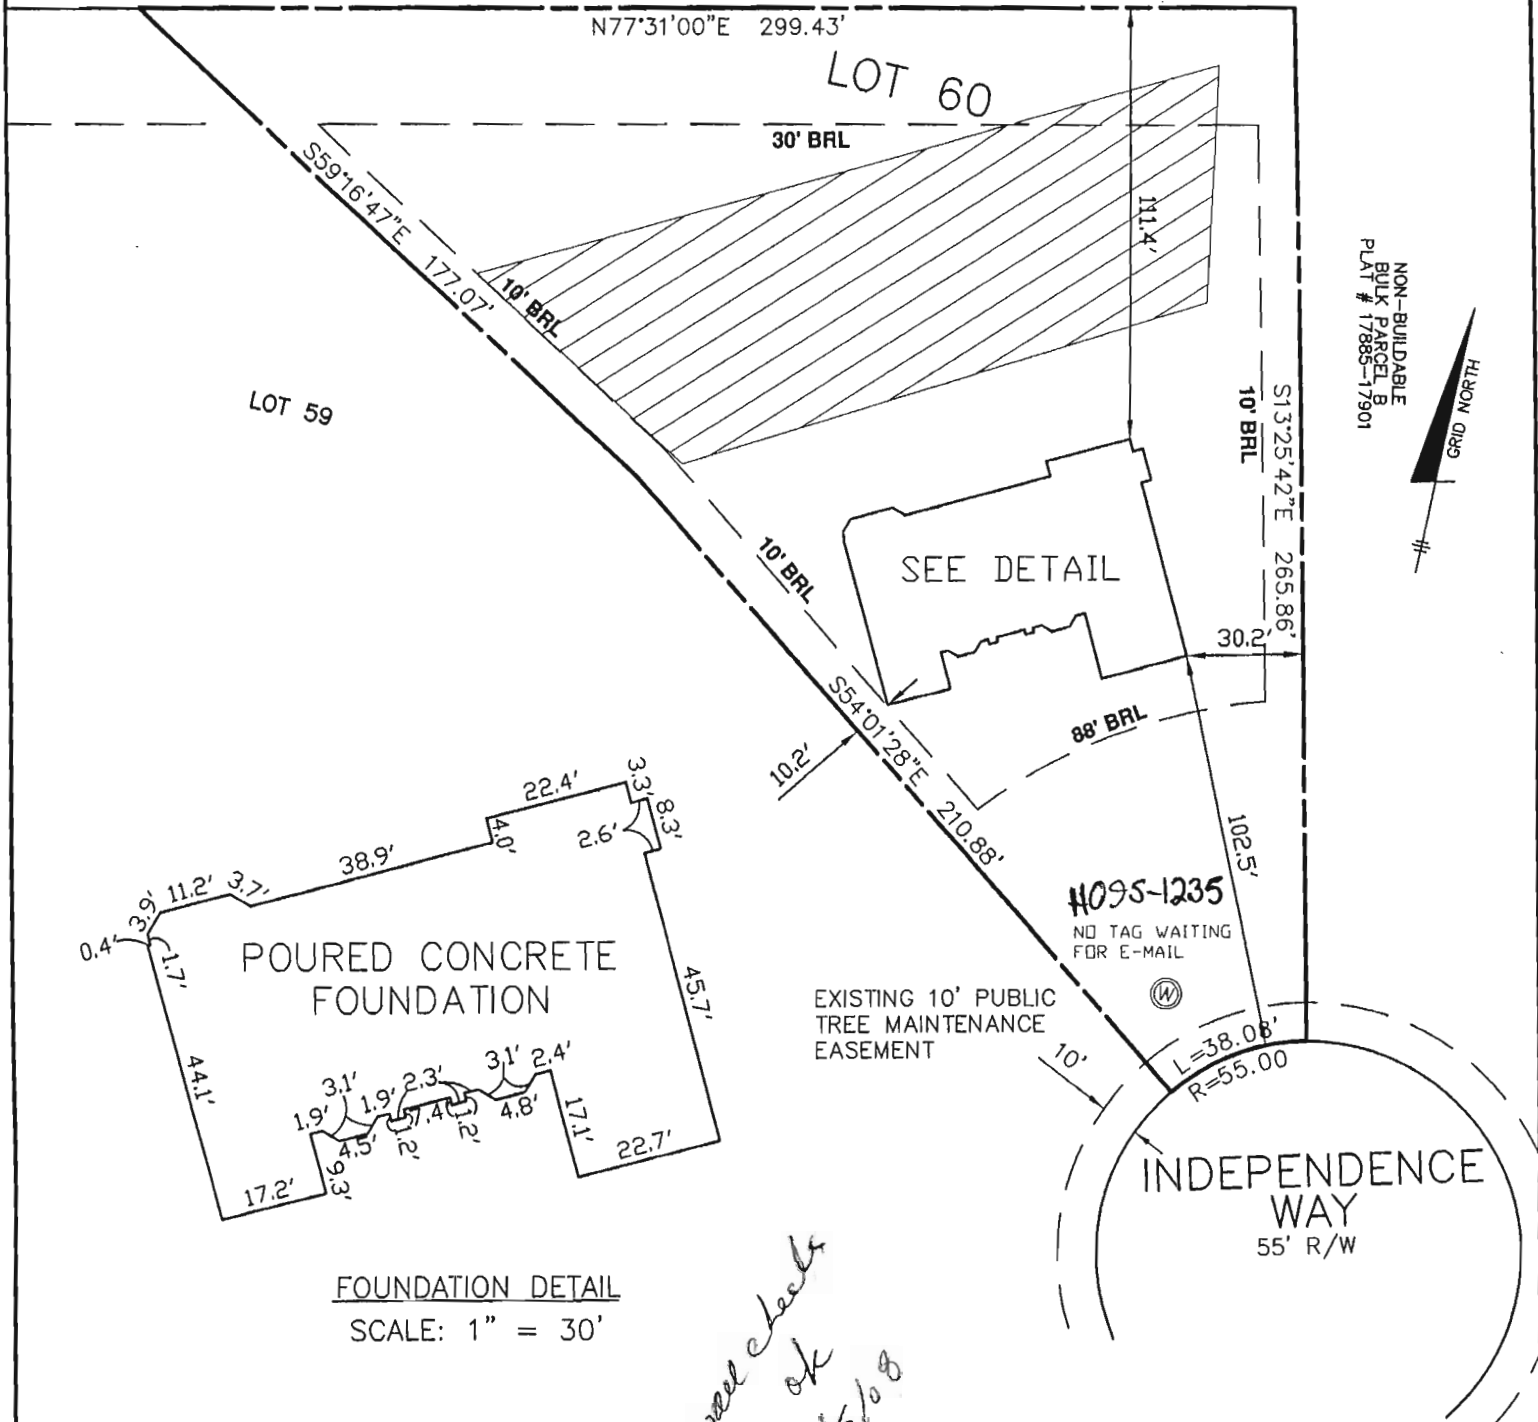 N77°31'00"E 299.43'
LOT 60
30' BRL
S59°16'47"E 177.07'
10' BRL
111.4'
NON-BUILDABLE
BULK PARCEL B
PLAT # 17885-17901
GRID NORTH
LOT 59
10' BRL
S13°25'42"E 265.86'
SEE DETAIL
10' BRL
30.2'
S54°01'28"E 210.88'
88' BRL
10.2'
102.5'
HO95-1235
NO TAG WAITING
FOR E-MAIL
W
EXISTING 10' PUBLIC
TREE MAINTENANCE
EASEMENT
10'
L=38.08'
R=55.00
INDEPENDENCE
WAY
55' R/W
22.4'
3.3'
8.3'
2.6'
4.0'
38.9'
3.7'
11.2'
3.9'
0.4'
1.7'
POURED CONCRETE
FOUNDATION
45.7'
44.1'
3.1'
2.4'
3.1'
2.3'
1.9'
1.9'
7.4'
4.8'
4.5'
1.2'
1.2'
17.1'
22.7'
17.2'
9.3'
FOUNDATION DETAIL
SCALE: 1" = 30'
check
ok